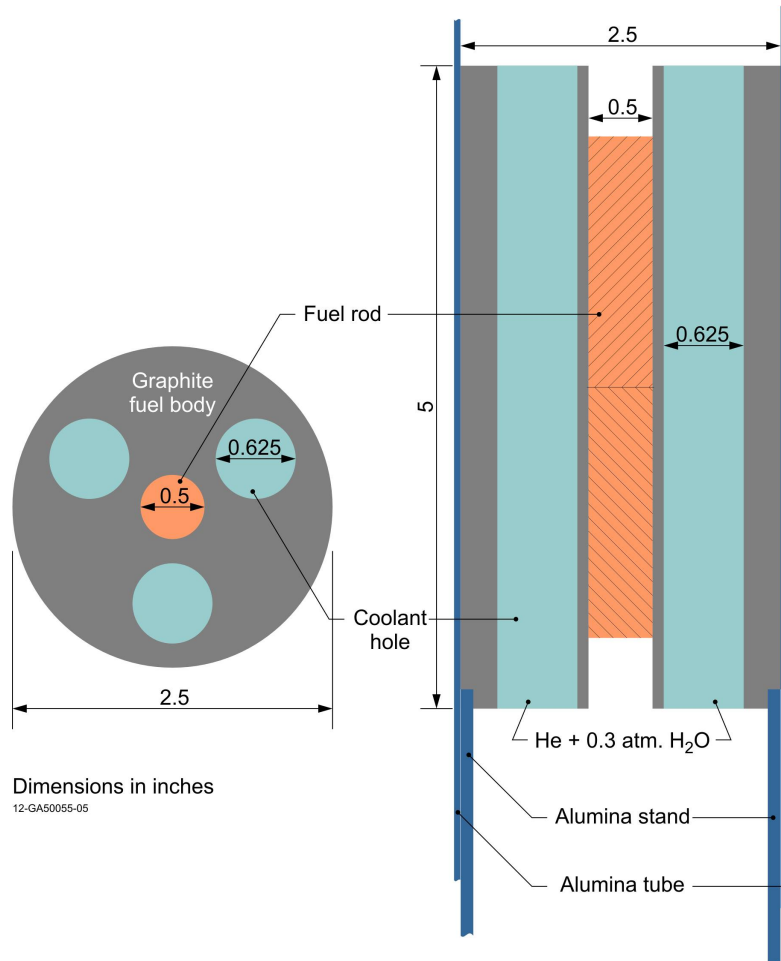 2.5
0.5
Fuel rod
0.625
5
Graphite
fuel body
0.625
0.5
Coolant
hole
2.5
He + 0.3 atm. H₂O
Dimensions in inches
12-GA50055-05
Alumina stand
Alumina tube